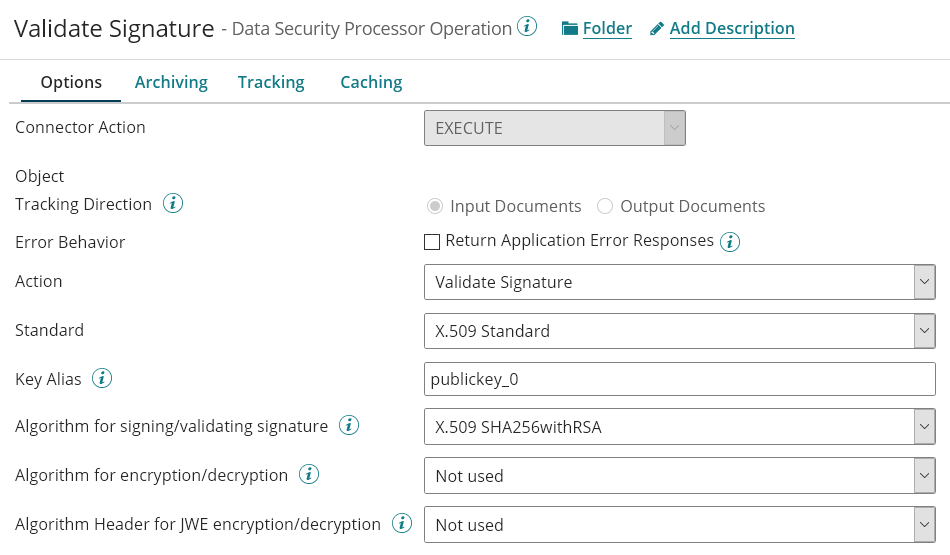 Validate Signature - Data Security Processor Operation i Folder Add Description
Options Archiving Tracking Caching
Connector Action EXECUTE
Object
Tracking Direction i Input Documents Output Documents
Error Behavior Return Application Error Responses i
Action Validate Signature
Standard X.509 Standard
Key Alias i publickey_0
Algorithm for signing/validating signature i X.509 SHA256withRSA
Algorithm for encryption/decryption i Not used
Algorithm Header for JWE encryption/decryption i Not used